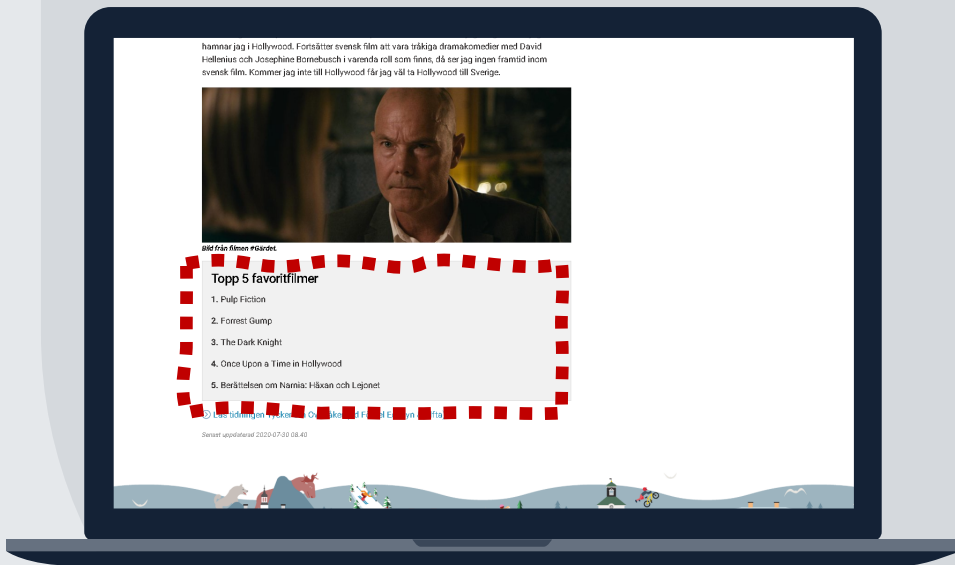 hamnar jag i Hollywood. Fortsätter svensk film att vara tråkiga dramakomedier med David
Hellenius och Josephine Bornebusch i varenda roll som finns, då ser jag ingen framtid inom
svensk film. Kommer jag inte till Hollywood får jag väl ta Hollywood till Sverige.
Bild från filmen #Gärdet.
Topp 5 favoritfilmer
1. Pulp Fiction
2. Forrest Gump
3. The Dark Knight
4. Once Upon a Time in Hollywood
5. Berättelsen om Narnia: Häxan och Lejonet
Läs tidningen
Senast uppdaterad 2020-07-30 08.40